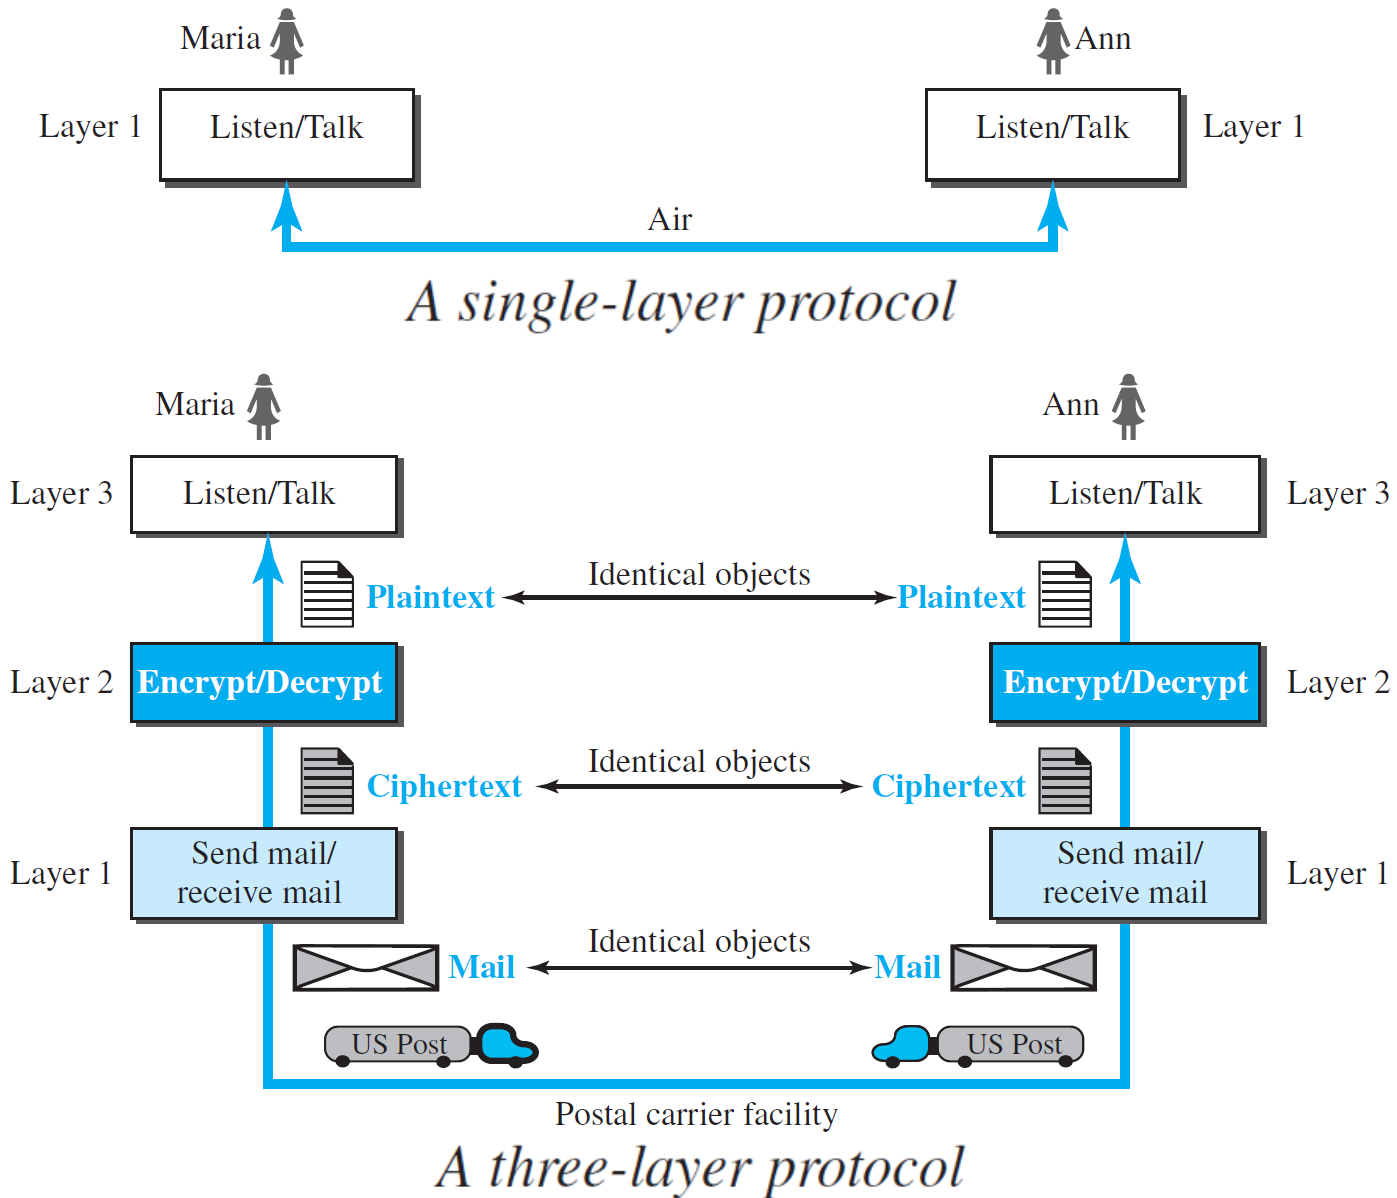 Maria
Ann
Layer 1
Listen/Talk
Listen/Talk
Layer 1
Air
A single-layer protocol
Maria
Ann
Layer 3
Listen/Talk
Listen/Talk
Layer 3
Identical objects
Plaintext
Plaintext
Layer 2
Encrypt/Decrypt
Encrypt/Decrypt
Layer 2
Identical objects
Ciphertext
Ciphertext
Layer 1
Send mail/
receive mail
Send mail/
receive mail
Layer 1
Identical objects
Mail
Mail
US Post
US Post
Postal carrier facility
A three-layer protocol